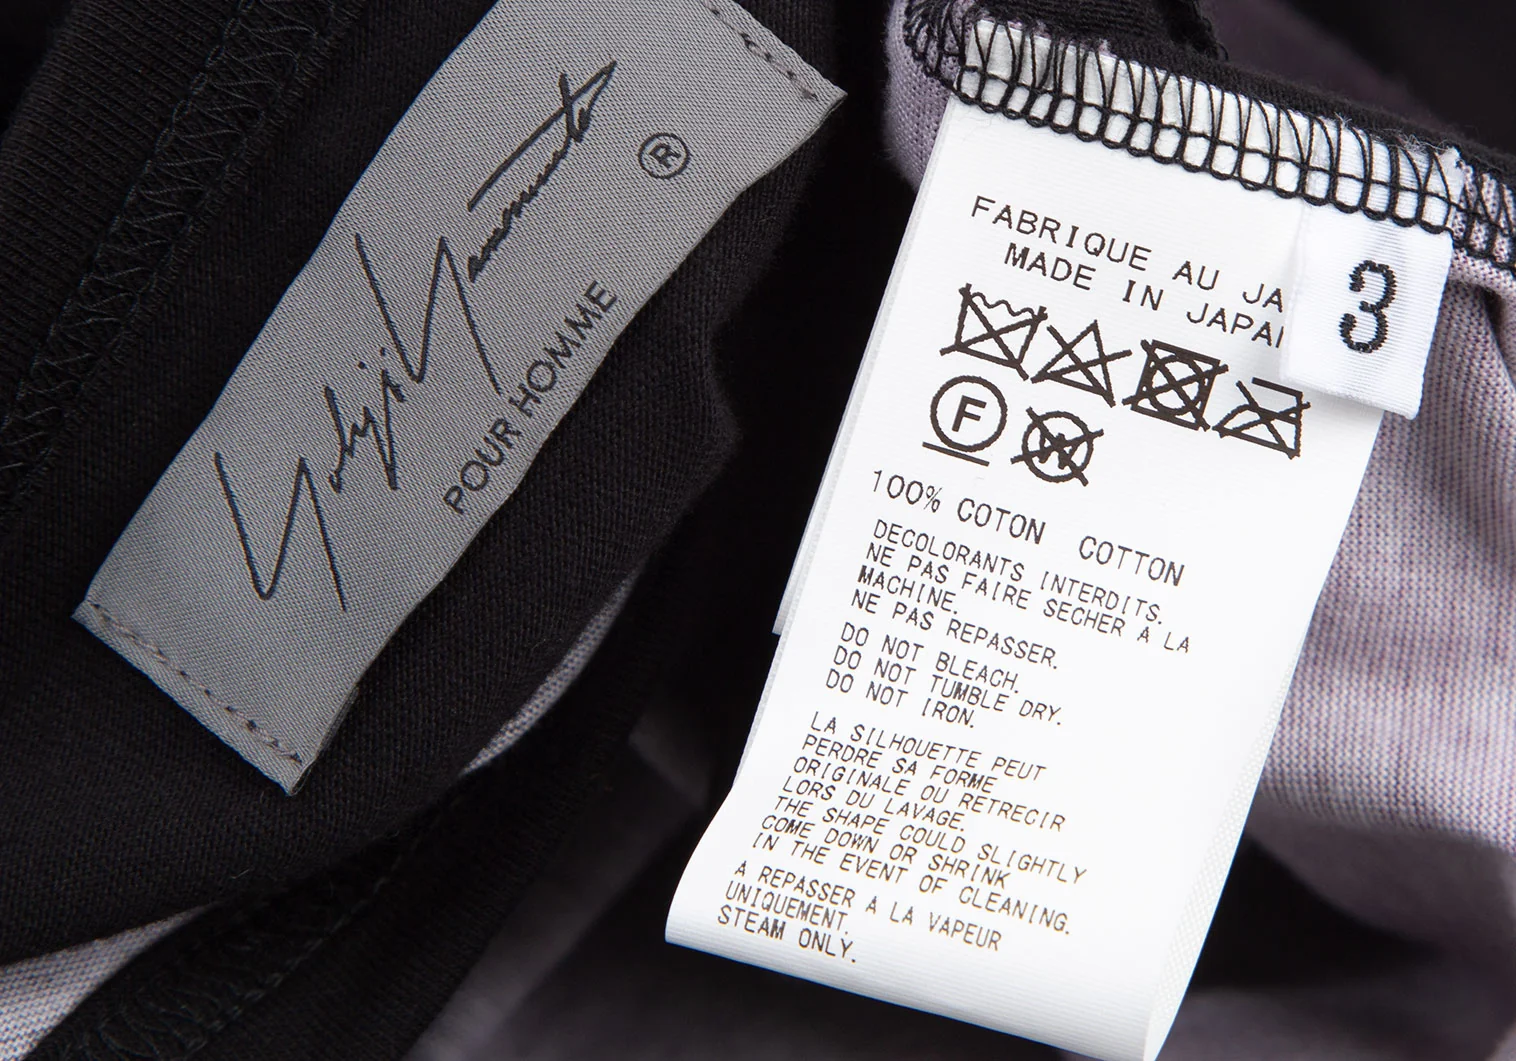 Yohji Yamamoto ®
POUR HOMME
FABRIQUE AU JA
MADE IN JAPA
3
F
W
100% COTON COTTON
DECOLORANTS INTERDITS.
NE PAS FAIRE SECHER A LA
MACHINE.
NE PAS REPASSER.
DO NOT BLEACH.
DO NOT TUMBLE DRY.
DO NOT IRON.
LA SILHOUETTE PEUT
PERDRE SA FORME
ORIGINALE OU RETRECIR
LORS DU LAVAGE.
THE SHAPE COULD SLIGHTLY
COME DOWN OR SHRINK
IN THE EVENT OF CLEANING.
A REPASSER A LA VAPEUR
UNIQUEMENT.
STEAM ONLY.